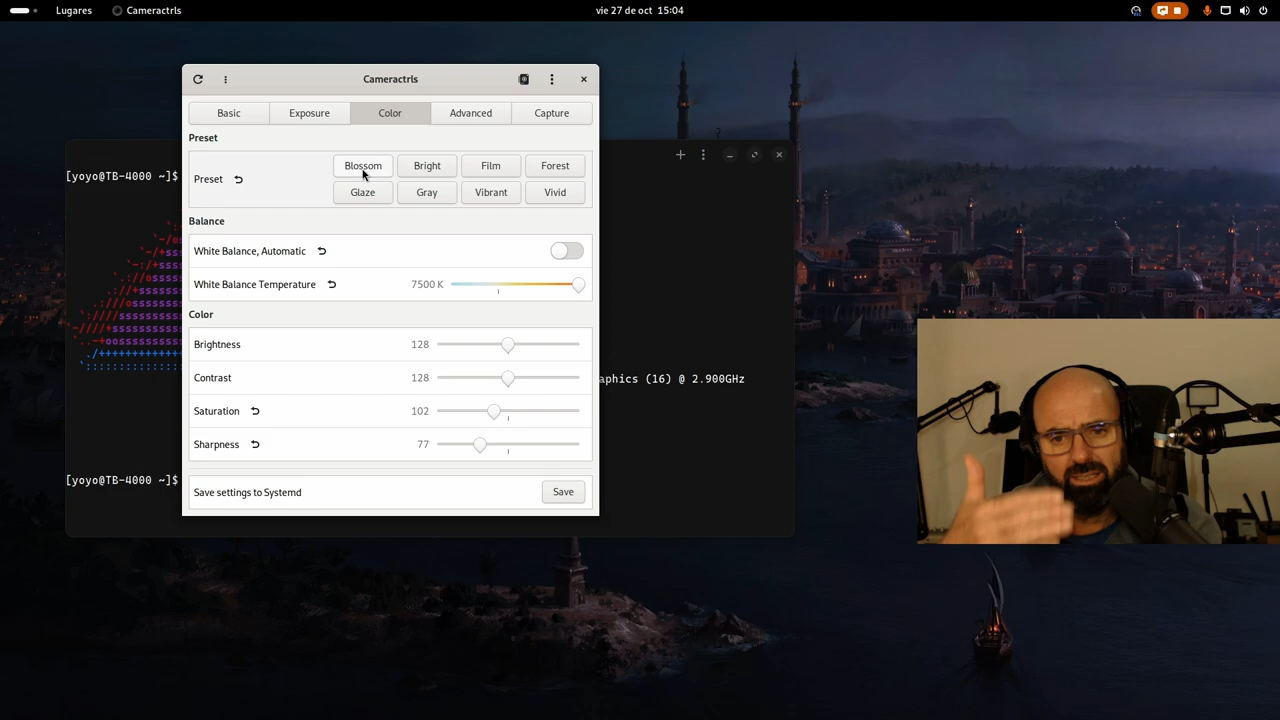 Lugares Cameractrls vie 27 de oct 15:04
Cameractrls
Basic Exposure Color Advanced Capture
Preset
Preset Blossom Bright Film Forest
Glaze Gray Vibrant Vivid
Balance
White Balance, Automatic
White Balance Temperature 7500 K
Color
Brightness 128
Contrast 128
Saturation 102
Sharpness 77
Save settings to Systemd Save
[yoyo@TB-4000 ~]$
aphics (16) @ 2.900GHz
[yoyo@TB-4000 ~]$